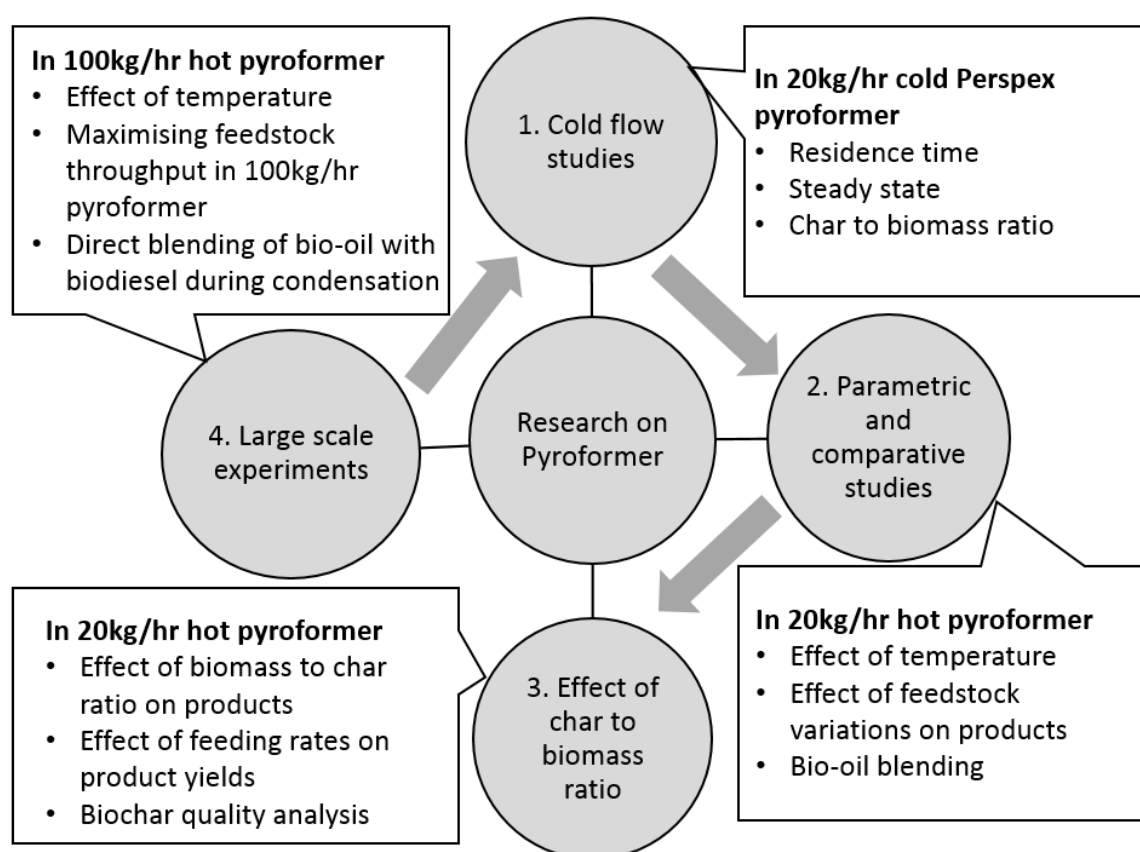 In 100kg/hr hot pyroformer
• Effect of temperature
• Maximising feedstock
throughput in 100kg/hr
pyroformer
• Direct blending of bio-oil with
biodiesel during condensation
1. Cold flow
studies
In 20kg/hr cold Perspex
pyroformer
• Residence time
• Steady state
• Char to biomass ratio
4. Large scale
experiments
Research on
Pyroformer
2. Parametric
and
comparative
studies
In 20kg/hr hot pyroformer
• Effect of biomass to char
ratio on products
• Effect of feeding rates on
product yields
• Biochar quality analysis
3. Effect of
char to
biomass
ratio
In 20kg/hr hot pyroformer
• Effect of temperature
• Effect of feedstock
variations on products
• Bio-oil blending